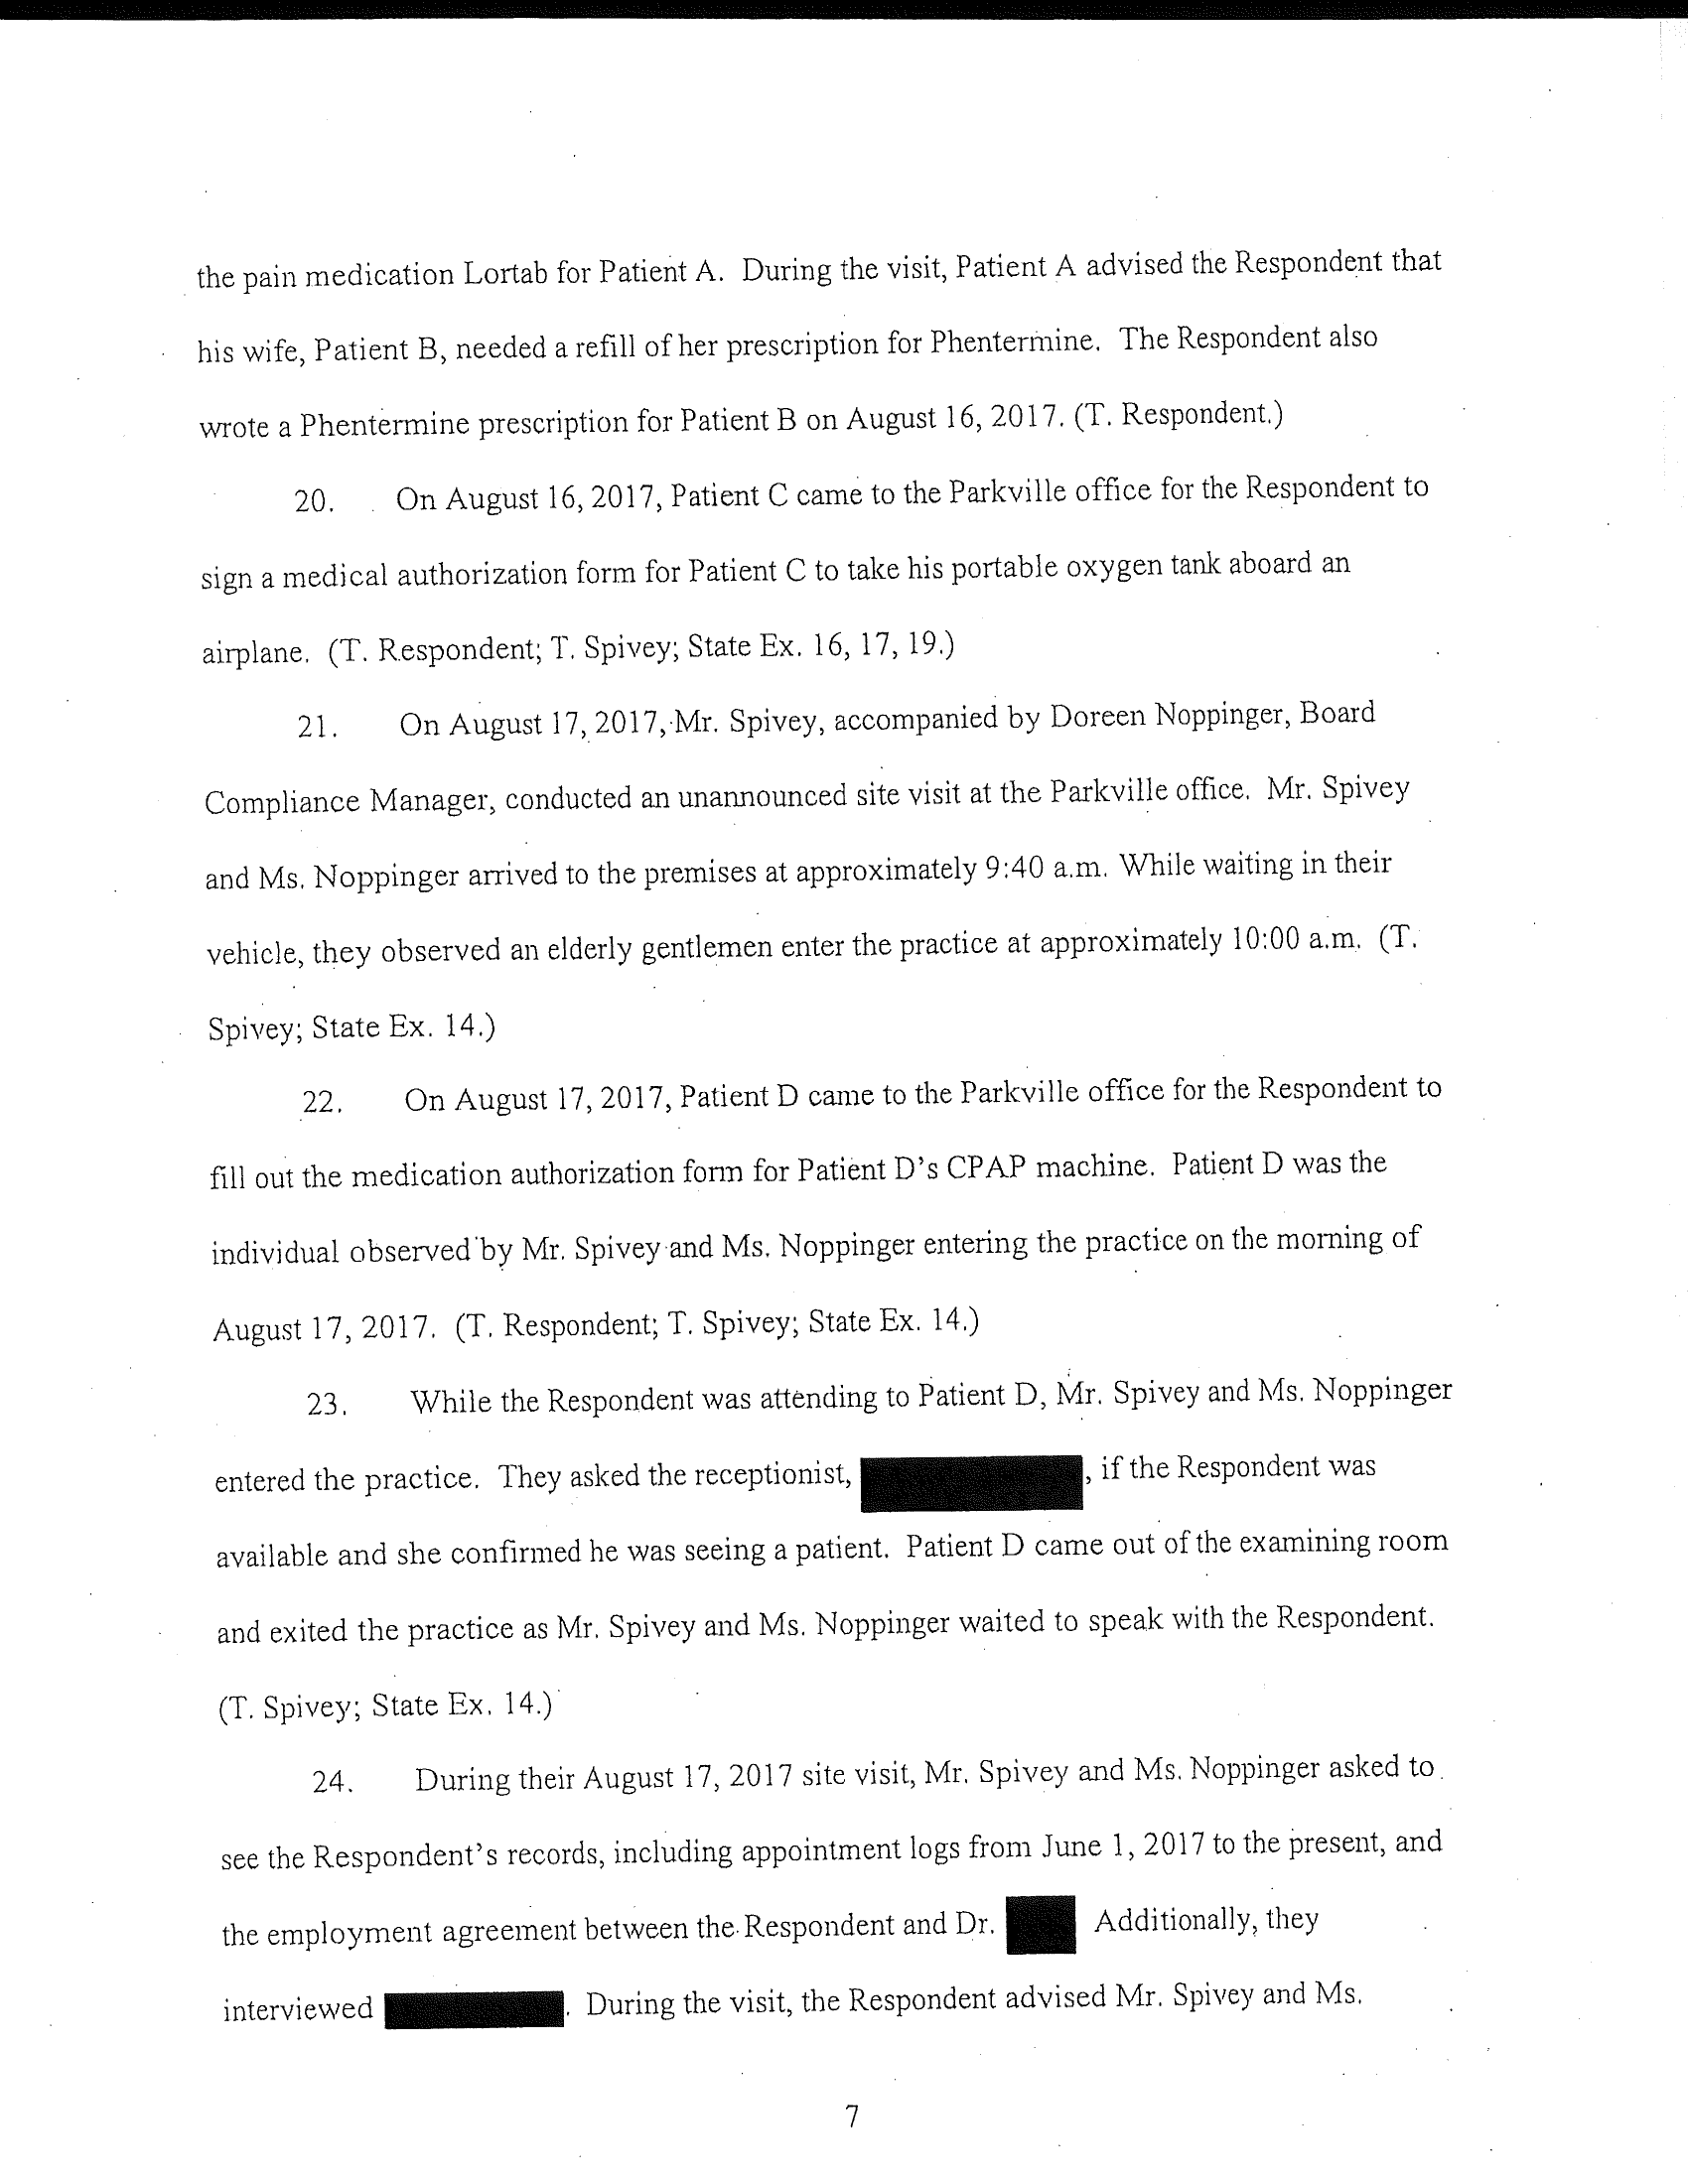 the pain medication Lortab for Patient A. During the visit, Patient A advised the Respondent that
his wife, Patient B, needed a refill of her prescription for Phentermine. The Respondent also
wrote a Phentermine prescription for Patient B on August 16, 2017. (T. Respondent.)
20. On August 16, 2017, Patient C came to the Parkville office for the Respondent to
sign a medical authorization form for Patient C to take his portable oxygen tank aboard an
airplane. (T. Respondent; T. Spivey; State Ex. 16, 17, 19.)
21. On August 17, 2017, Mr. Spivey, accompanied by Doreen Noppinger, Board
Compliance Manager, conducted an unannounced site visit at the Parkville office. Mr. Spivey
and Ms. Noppinger arrived to the premises at approximately 9:40 a.m. While waiting in their
vehicle, they observed an elderly gentlemen enter the practice at approximately 10:00 a.m. (T.
Spivey; State Ex. 14.)
22. On August 17, 2017, Patient D came to the Parkville office for the Respondent to
fill out the medication authorization form for Patient D's CPAP machine. Patient D was the
individual observed by Mr. Spivey and Ms. Noppinger entering the practice on the morning of
August 17, 2017. (T. Respondent; T. Spivey; State Ex. 14.)
23. While the Respondent was attending to Patient D, Mr. Spivey and Ms. Noppinger
entered the practice. They asked the receptionist, , if the Respondent was
available and she confirmed he was seeing a patient. Patient D came out of the examining room
and exited the practice as Mr. Spivey and Ms. Noppinger waited to speak with the Respondent.
(T. Spivey; State Ex. 14.)
24. During their August 17, 2017 site visit, Mr. Spivey and Ms. Noppinger asked to
see the Respondent's records, including appointment logs from June 1, 2017 to the present, and
the employment agreement between the Respondent and Dr. Additionally, they
interviewed . During the visit, the Respondent advised Mr. Spivey and Ms.
7